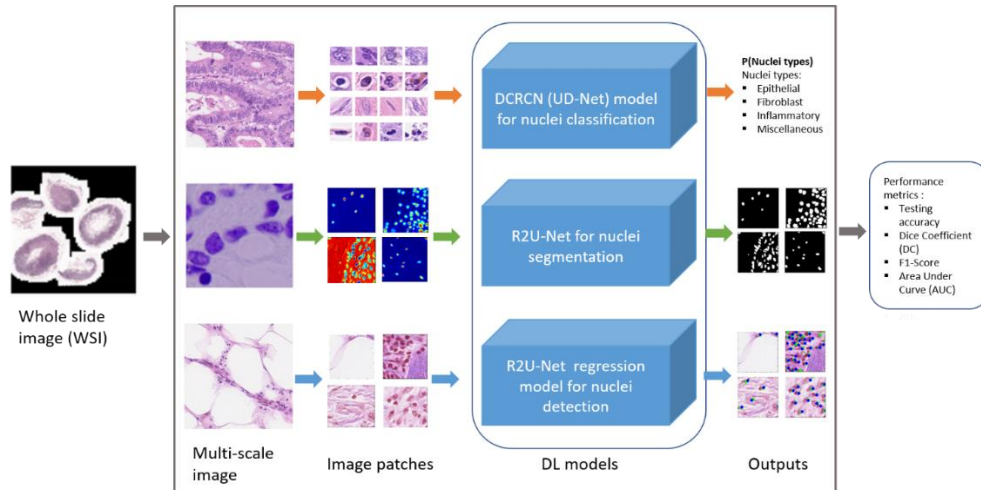 Whole slide
image (WSI)
Multi-scale
image
Image patches
DCRCN (UD-Net) model
for nuclei classification
R2U-Net for nuclei
segmentation
R2U-Net regression
model for nuclei
detection
DL models
P(Nuclei types)
Nuclei types:
▪ Epithelial
▪ Fibroblast
▪ Inflammatory
▪ Miscellaneous
Outputs
Performance
metrics :
▪ Testing
accuracy
▪ Dice Coefficient (DC)
▪ F1-Score
▪ Area Under
Curve (AUC)